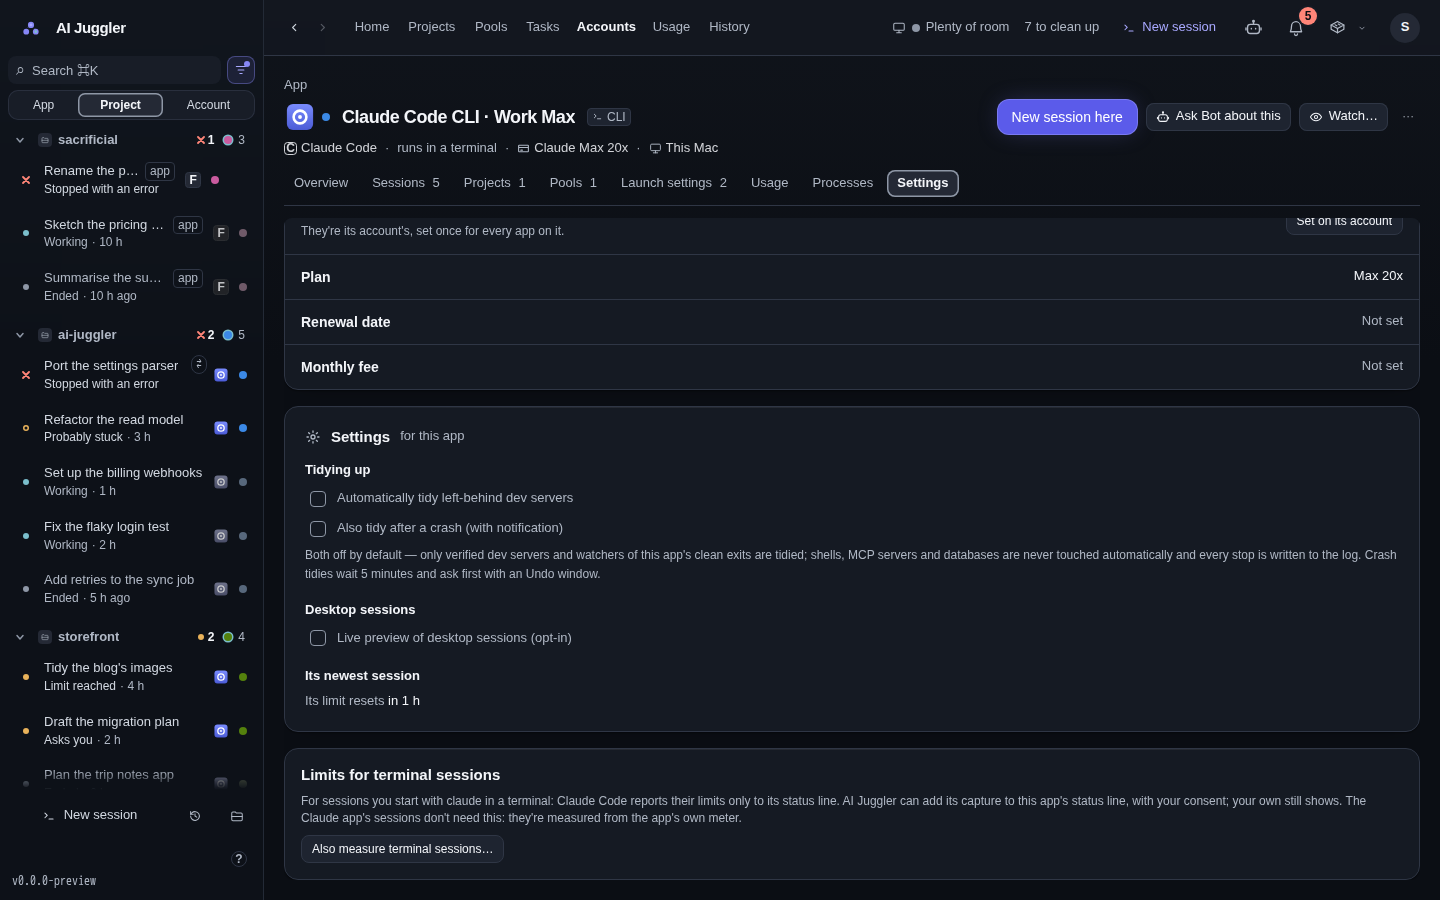 AI Juggler
Search ⌘K
App Project Account
sacrificial 1 3
Rename the p… app F
Stopped with an error
Sketch the pricing … app F
Working · 10 h
Summarise the su… app F
Ended · 10 h ago
ai-juggler 2 5
Port the settings parser
Stopped with an error
Refactor the read model
Probably stuck · 3 h
Set up the billing webhooks
Working · 1 h
Fix the flaky login test
Working · 2 h
Add retries to the sync job
Ended · 5 h ago
storefront 2 4
Tidy the blog's images
Limit reached · 4 h
Draft the migration plan
Asks you · 2 h
Plan the trip notes app
New session
?
v0.0.0-preview
Home Projects Pools Tasks Accounts Usage History
Plenty of room 7 to clean up New session 5 S
App
Claude Code CLI · Work Max CLI
New session here Ask Bot about this Watch… ···
C Claude Code · runs in a terminal · Claude Max 20x · This Mac
Overview Sessions 5 Projects 1 Pools 1 Launch settings 2 Usage Processes Settings
They're its account's, set once for every app on it. Set on its account
Plan Max 20x
Renewal date Not set
Monthly fee Not set
Settings for this app
Tidying up
Automatically tidy left-behind dev servers
Also tidy after a crash (with notification)
Both off by default — only verified dev servers and watchers of this app's clean exits are tidied; shells, MCP servers and databases are never touched automatically and every stop is written to the log. Crash
tidies wait 5 minutes and ask first with an Undo window.
Desktop sessions
Live preview of desktop sessions (opt-in)
Its newest session
Its limit resets in 1 h
Limits for terminal sessions
For sessions you start with claude in a terminal: Claude Code reports their limits only to its status line. AI Juggler can add its capture to this app's status line, with your consent; your own still shows. The
Claude app's sessions don't need this: they're measured from the app's own meter.
Also measure terminal sessions…